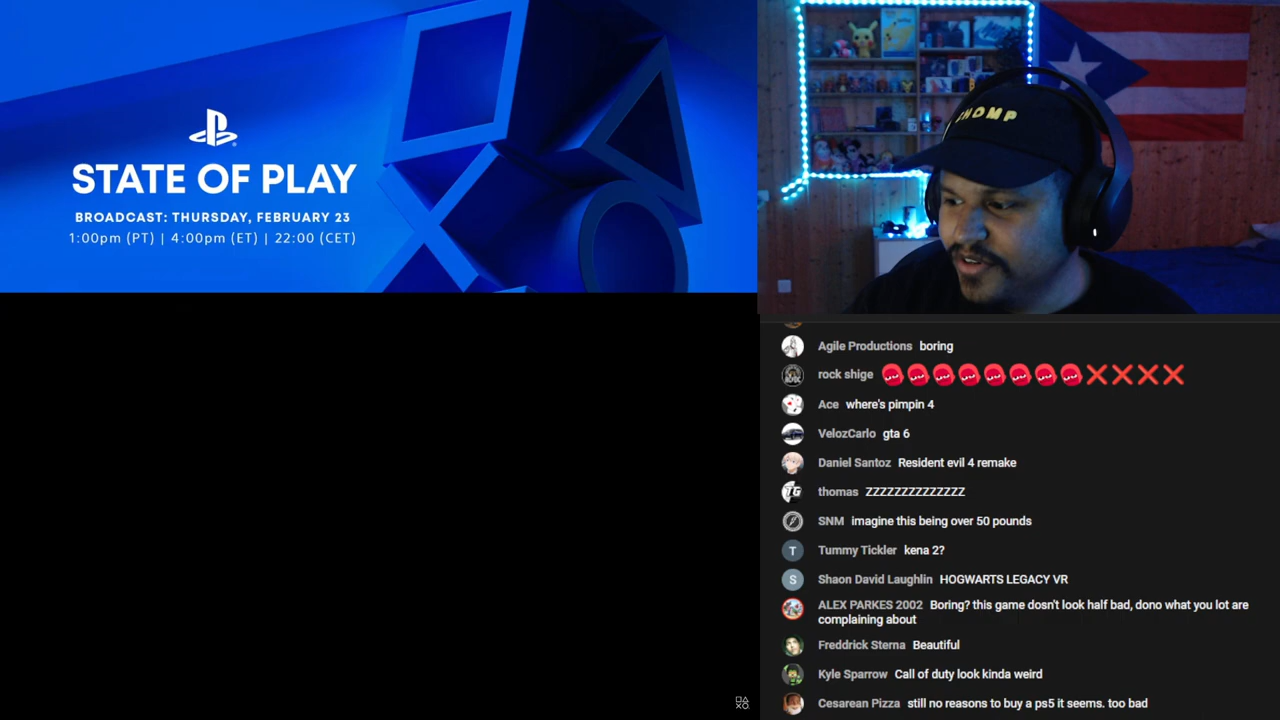 STATE OF PLAY
BROADCAST: THURSDAY, FEBRUARY 23
1:00pm (PT) | 4:00pm (ET) | 22:00 (CET)
Agile Productions boring
rock shige
Ace where's pimpin 4
VelozCarlo gta 6
Daniel Santoz Resident evil 4 remake
thomas ZZZZZZZZZZZZZZ
SNM imagine this being over 50 pounds
T Tummy Tickler kena 2?
S Shaon David Laughlin HOGWARTS LEGACY VR
ALEX PARKES 2002 Boring? this game dosn't look half bad, dono what you lot are
complaining about
Freddrick Sterna Beautiful
Kyle Sparrow Call of duty look kinda weird
Cesarean Pizza still no reasons to buy a ps5 it seems. too bad